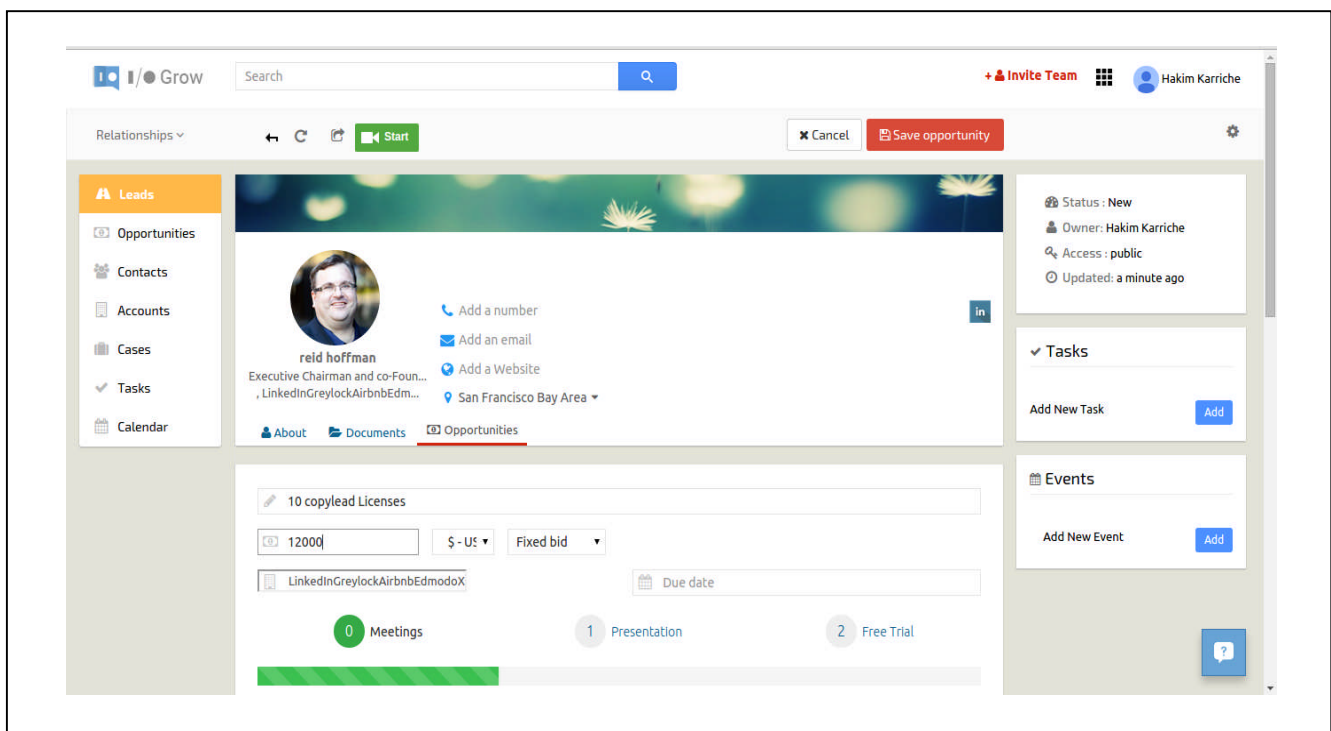 I/O Grow
Search
+ Invite Team
Hakim Karriche
Relationships
Start
Cancel
Save opportunity
Leads
Opportunities
Contacts
Accounts
Cases
Tasks
Calendar
reid hoffman
Executive Chairman and co-Foun...
, LinkedInGreylockAirbnbEdm...
Add a number
Add an email
Add a Website
San Francisco Bay Area
in
About Documents Opportunities
10 copylead Licenses
12000 $ - US Fixed bid
LinkedInGreylockAirbnbEdmodoX Due date
0 Meetings 1 Presentation 2 Free Trial
Status : New
Owner: Hakim Karriche
Access : public
Updated: a minute ago
Tasks
Add New Task Add
Events
Add New Event Add
?